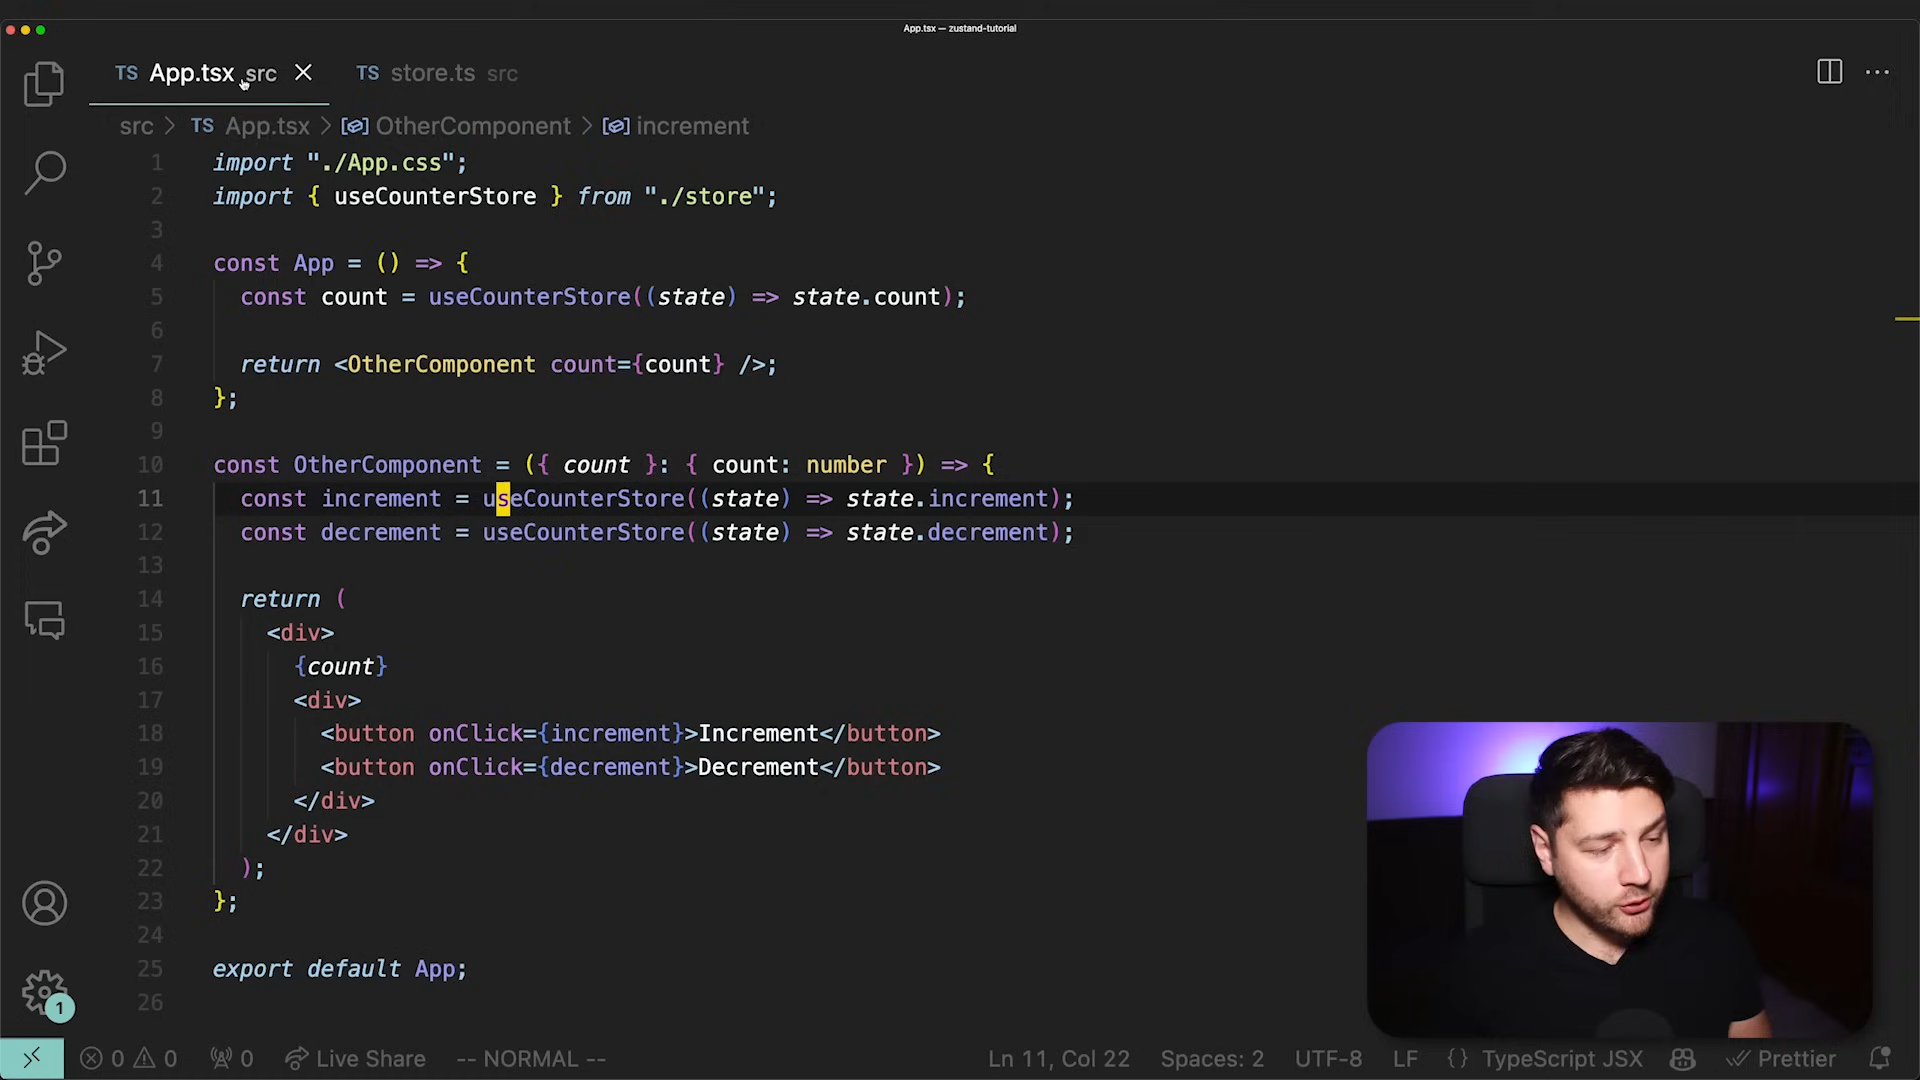 App.tsx — zustand-tutorial
TS App.tsx src TS store.ts src
src > TS App.tsx > OtherComponent > increment
1 import "./App.css";
2 import { useCounterStore } from "./store";
3
4 const App = () => {
5 const count = useCounterStore((state) => state.count);
6
7 return <OtherComponent count={count} />;
8 };
9
10 const OtherComponent = ({ count }: { count: number }) => {
11 const increment = useCounterStore((state) => state.increment);
12 const decrement = useCounterStore((state) => state.decrement);
13
14 return (
15 <div>
16 {count}
17 <div>
18 <button onClick={increment}>Increment</button>
19 <button onClick={decrement}>Decrement</button>
20 </div>
21 </div>
22 );
23 };
24
25 export default App;
26
1
0 0 0 Live Share -- NORMAL -- Ln 11, Col 22 Spaces: 2 UTF-8 LF {} TypeScript JSX Prettier